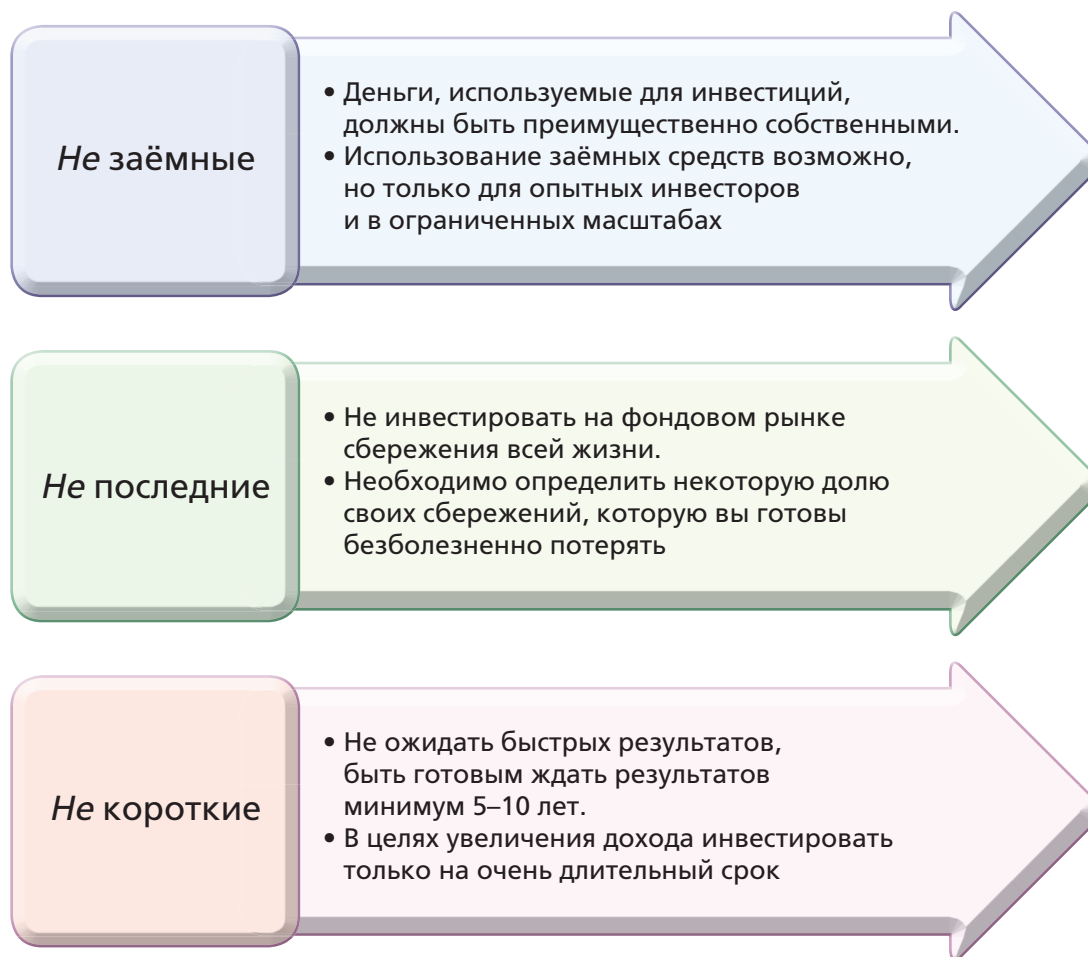 Не заёмные
• Деньги, используемые для инвестиций,
должны быть преимущественно собственными.
• Использование заёмных средств возможно,
но только для опытных инвесторов
и в ограниченных масштабах
Не последние
• Не инвестировать на фондовом рынке
сбережения всей жизни.
• Необходимо определить некоторую долю
своих сбережений, которую вы готовы
безболезненно потерять
Не короткие
• Не ожидать быстрых результатов,
быть готовым ждать результатов
минимум 5–10 лет.
• В целях увеличения дохода инвестировать
только на очень длительный срок